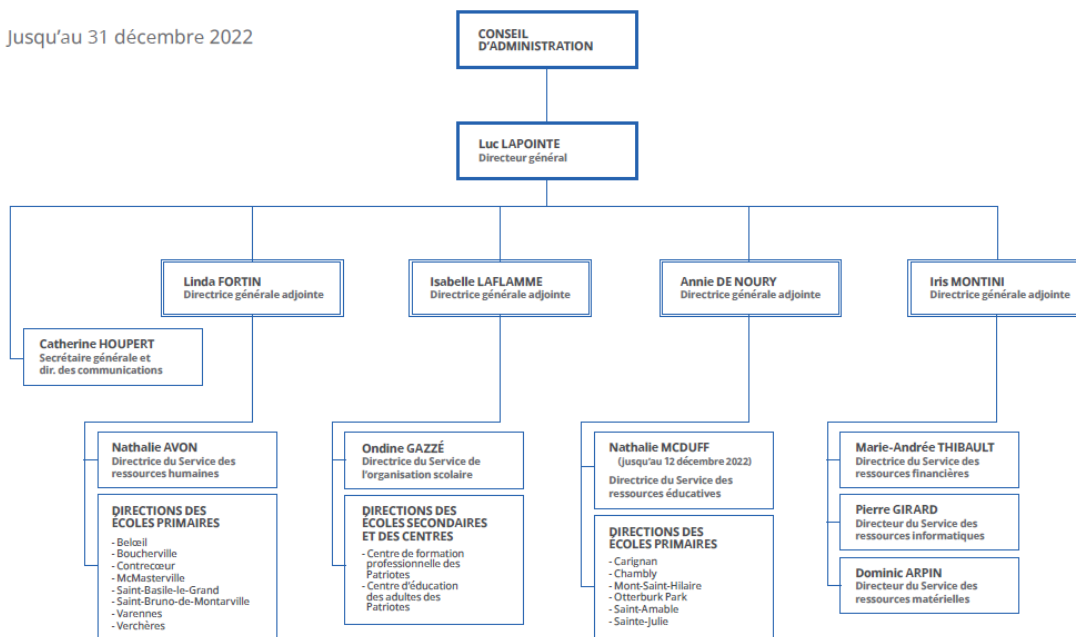 Jusqu'au 31 décembre 2022
CONSEIL
D'ADMINISTRATION
Luc LAPOINTE
Directeur général
Linda FORTIN
Directrice générale adjointe
Isabelle LAFLAMME
Directrice générale adjointe
Annie DE NOURY
Directrice générale adjointe
Iris MONTINI
Directrice générale adjointe
Catherine HOUPERT
Secrétaire générale et
dir. des communications
Nathalie AVON
Directrice du Service des
ressources humaines
DIRECTIONS DES
ÉCOLES PRIMAIRES
- Belœil
- Boucherville
- Contrecœur
- McMasterville
- Saint-Basile-le-Grand
- Saint-Bruno-de-Montarville
- Varennes
- Verchères
Ondine GAZZÉ
Directrice du Service de
l'organisation scolaire
DIRECTIONS DES
ÉCOLES SECONDAIRES
ET DES CENTRES
- Centre de formation
professionnelle des
Patriotes
- Centre d'éducation
des adultes des
Patriotes
Nathalie MCDUFF
(jusqu'au 12 décembre 2022)
Directrice du Service des
ressources éducatives
DIRECTIONS DES
ÉCOLES PRIMAIRES
- Carignan
- Chambly
- Mont-Saint-Hilaire
- Otterburk Park
- Saint-Amable
- Sainte-Julie
Marie-Andrée THIBAULT
Directrice du Service des
ressources financières
Pierre GIRARD
Directeur du Service des
ressources informatiques
Dominic ARPIN
Directeur du Service des
ressources matérielles